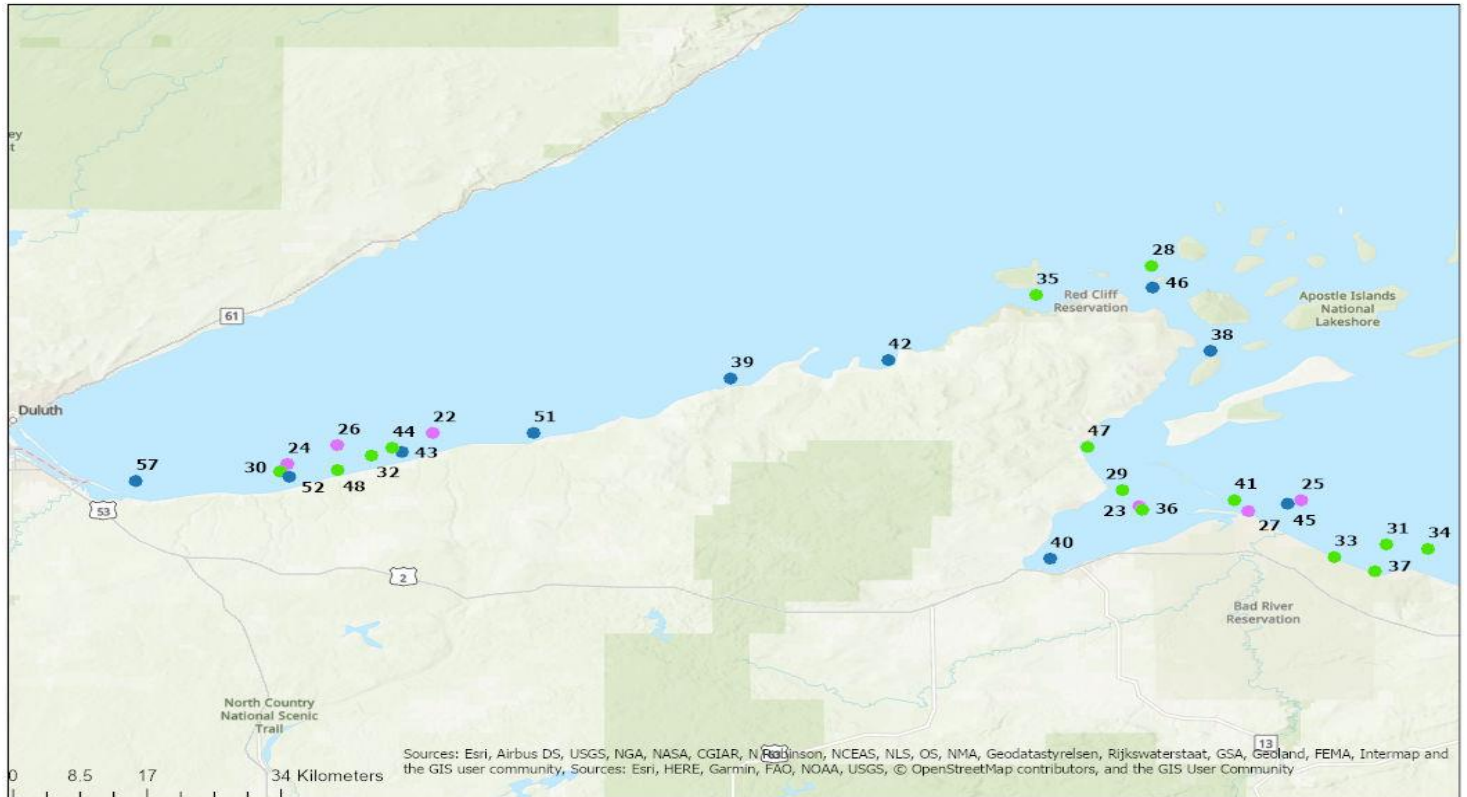 ey
t
28
35
46
Red Cliff
Reservation
Apostle Islands
National
Lakeshore
61
38
42
39
Duluth
22
51
44
26
47
43
24
30
32
57
52
48
29
41
25
53
23
36
27
45
40
33
31
34
37
2
Bad River
Reservation
North Country
National Scenic
Trail
13
63
Sources: Esri, Airbus DS, USGS, NGA, NASA, CGIAR, N Robinson, NCEAS, NLS, OS, NMA, Geodatastyrelsen, Rijkswaterstaat, GSA, Geoland, FEMA, Intermap and
the GIS user community, Sources: Esri, HERE, Garmin, FAO, NOAA, USGS, © OpenStreetMap contributors, and the GIS User Community
0 8.5 17 34 Kilometers